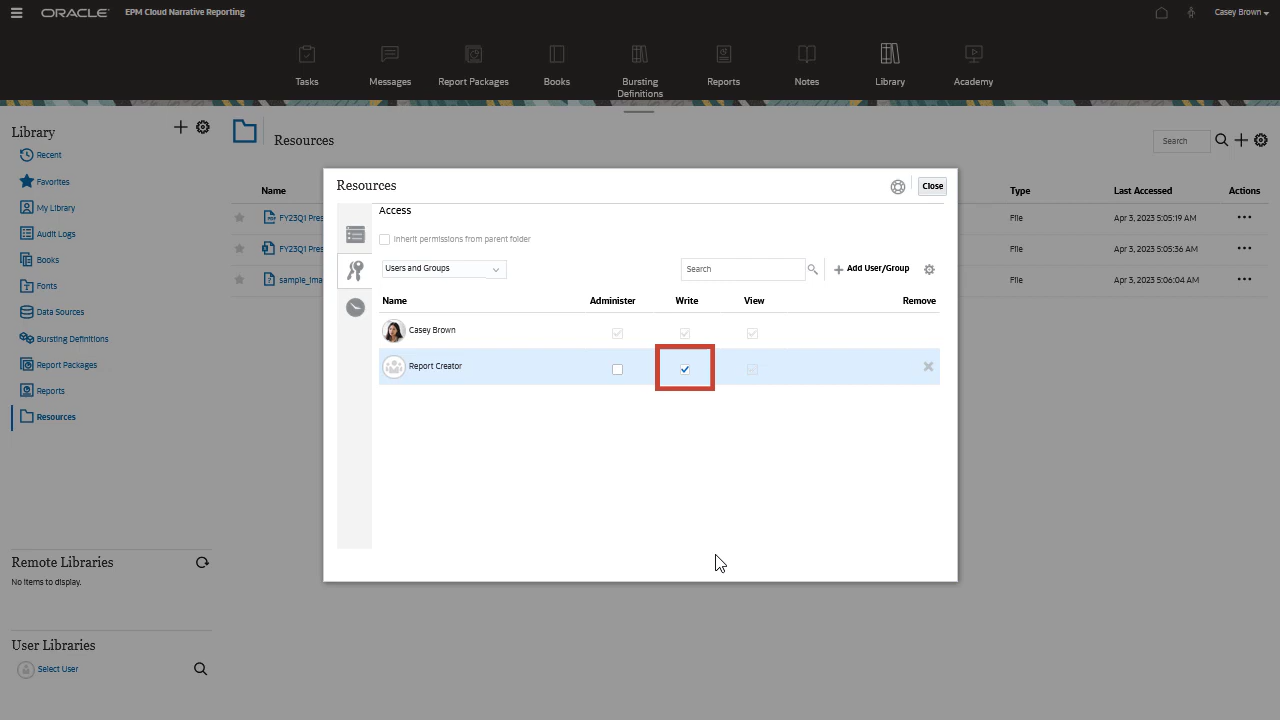 ORACLE EPM Cloud Narrative Reporting
Casey Brown
Tasks
Messages
Report Packages
Books
Bursting
Definitions
Reports
Notes
Library
Academy
Library
Recent
Favorites
My Library
Audit Logs
Books
Fonts
Data Sources
Bursting Definitions
Report Packages
Reports
Resources
Remote Libraries
No items to display.
User Libraries
Select User
Resources
Search
Name Type Last Accessed Actions
FY23Q1 Pres File Apr 3, 2023 5:05:19 AM
FY23Q1 Pres File Apr 3, 2023 5:05:36 AM
sample_ima File Apr 3, 2023 5:06:04 AM
Resources
Close
Access
Inherit permissions from parent folder
Users and Groups
Search
Add User/Group
Name Administer Write View Remove
Casey Brown
Report Creator